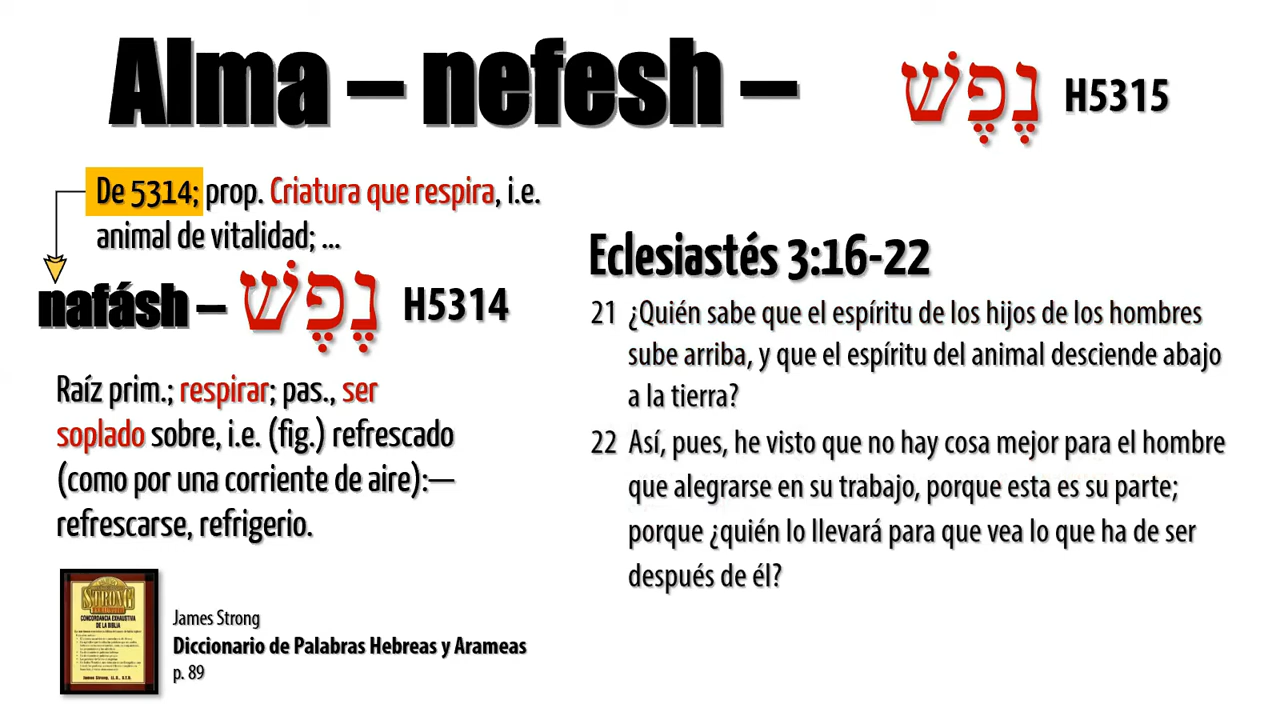 Alma – nefesh – נֶפֶשׁ H5315
De 5314; prop. Criatura que respira, i.e.
animal de vitalidad; ...
nafásh – נֶפֶשׁ H5314
Raíz prim.; respirar; pas., ser
soplado sobre, i.e. (fig.) refrescado
(como por una corriente de aire):—
refrescarse, refrigerio.
STRONG
CONCORDANCIA EXHAUSTIVA
DE LA BIBLIA
James Strong, LL.D., S.T.D.
James Strong
Diccionario de Palabras Hebreas y Arameas
p. 89
Eclesiastés 3:16-22
21 ¿Quién sabe que el espíritu de los hijos de los hombres
sube arriba, y que el espíritu del animal desciende abajo
a la tierra?
22 Así, pues, he visto que no hay cosa mejor para el hombre
que alegrarse en su trabajo, porque esta es su parte;
porque ¿quién lo llevará para que vea lo que ha de ser
después de él?